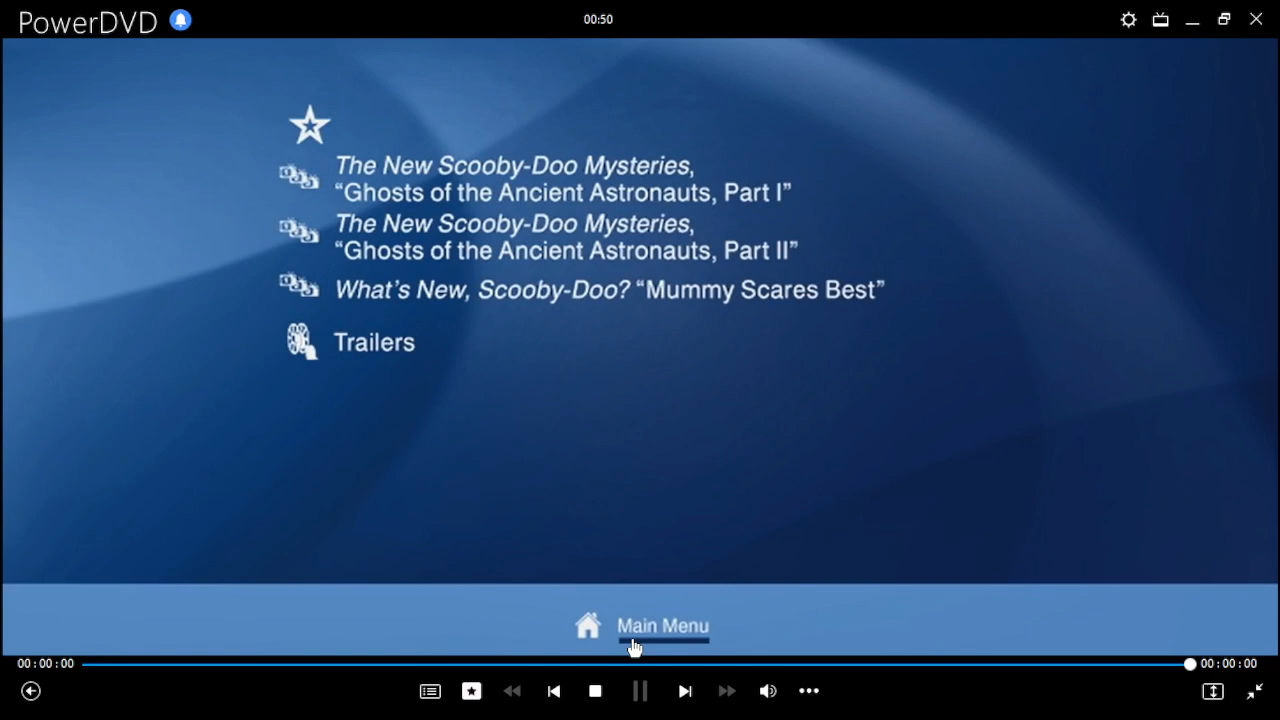 PowerDVD
00:50
The New Scooby-Doo Mysteries,
“Ghosts of the Ancient Astronauts, Part I”
The New Scooby-Doo Mysteries,
“Ghosts of the Ancient Astronauts, Part II”
What’s New, Scooby-Doo? “Mummy Scares Best”
Trailers
Main Menu
00:00:00
00:00:00